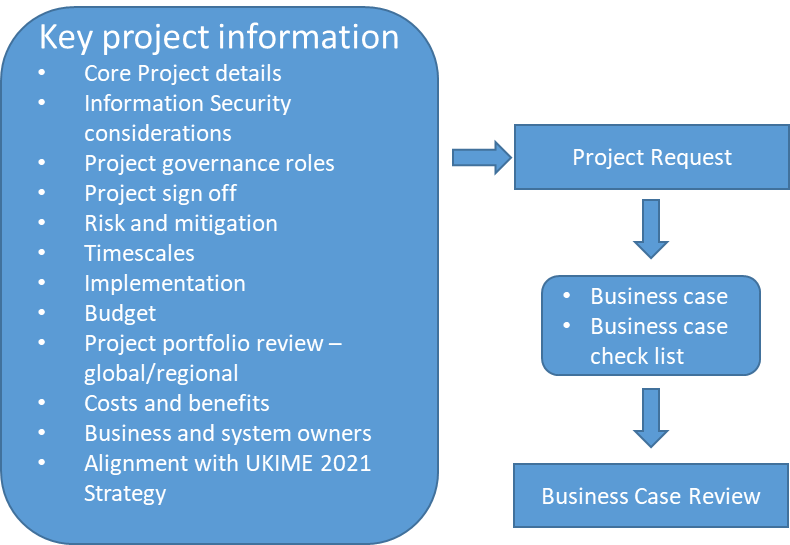 Key project information
• Core Project details
• Information Security
considerations
• Project governance roles
• Project sign off
• Risk and mitigation
• Timescales
• Implementation
• Budget
• Project portfolio review –
global/regional
• Costs and benefits
• Business and system owners
• Alignment with UKIME 2021
Strategy
Project Request
• Business case
• Business case
check list
Business Case Review